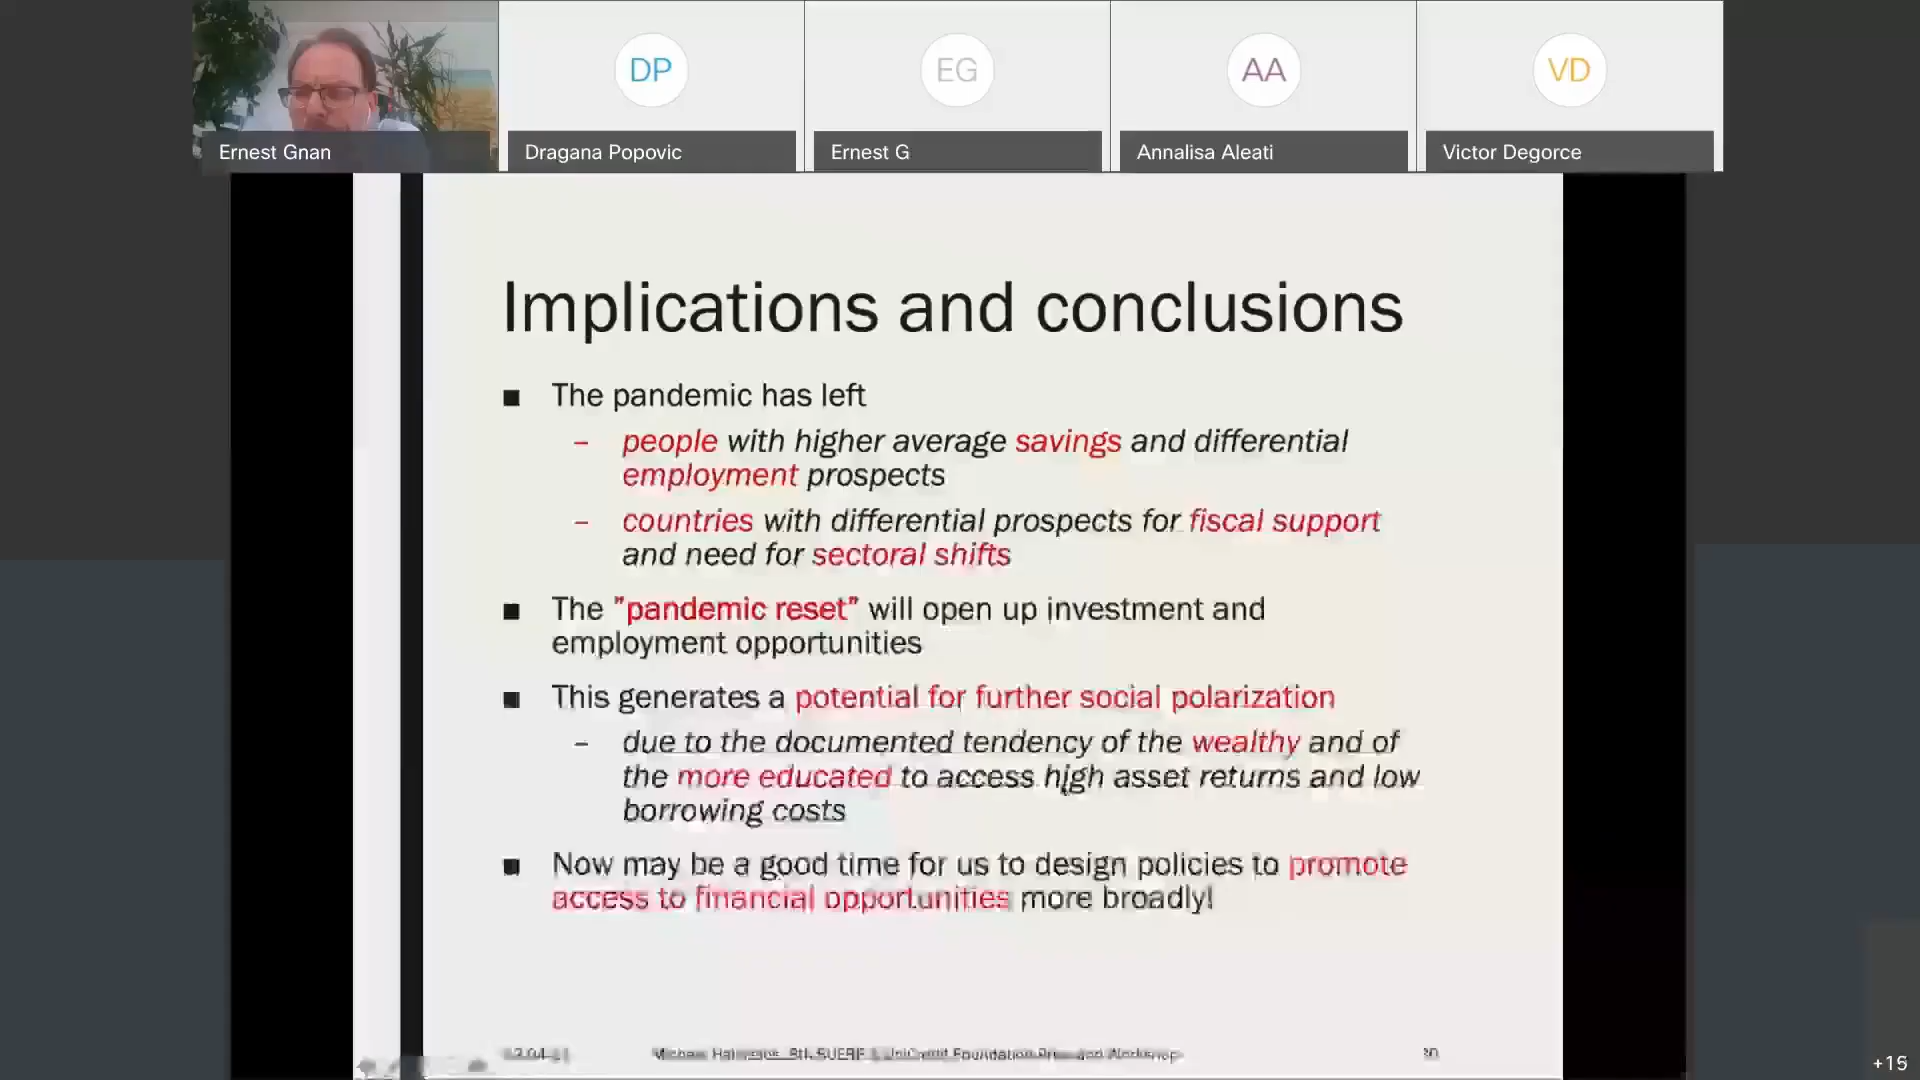 DP
EG
AA
VD
Ernest Gnan
Dragana Popovic
Ernest G
Annalisa Aleati
Victor Degorce
Implications and conclusions
■ The pandemic has left
– people with higher average savings and differential
employment prospects
– countries with differential prospects for fiscal support
and need for sectoral shifts
■ The "pandemic reset" will open up investment and
employment opportunities
■ This generates a potential for further social polarization
– due to the documented tendency of the wealthy and of
the more educated to access high asset returns and low
borrowing costs
■ Now may be a good time for us to design policies to promote
access to financial opportunities more broadly!
SUERF & UniCredit Foundation Workshop
+15